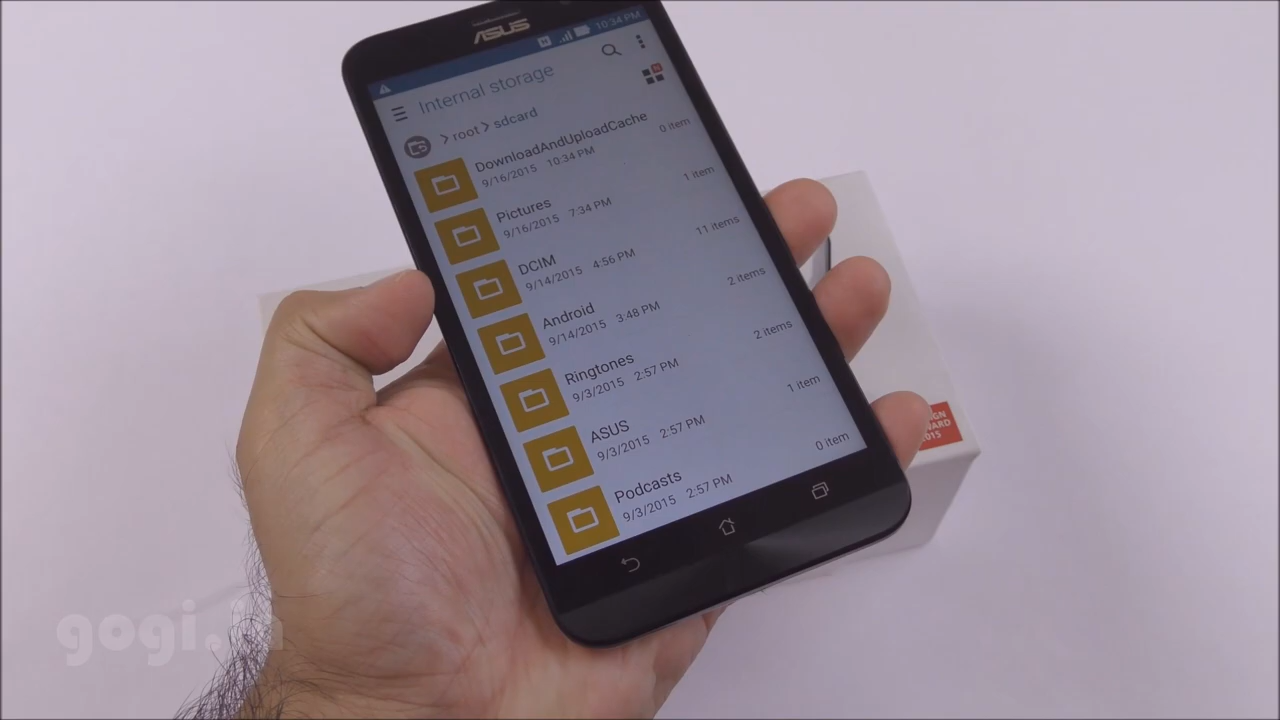 ASUS
10:34 PM
Internal storage
N
root sdcard
DownloadAndUploadCache
9/16/2015 10:34 PM
0 item
Pictures
9/16/2015 7:34 PM
1 item
DCIM
9/14/2015 4:56 PM
11 items
Android
9/14/2015 3:48 PM
2 items
Ringtones
9/3/2015 2:57 PM
2 items
ASUS
9/3/2015 2:57 PM
1 item
Podcasts
9/3/2015 2:57 PM
0 item
2015
gogi.in